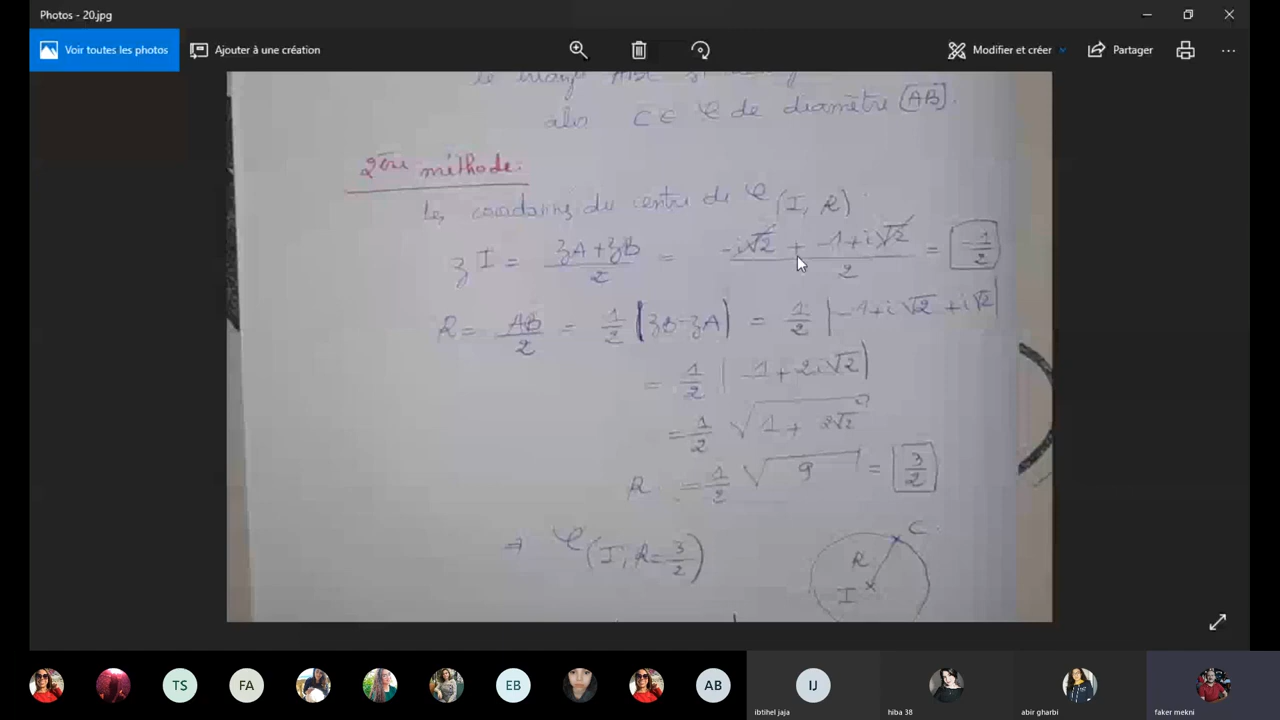 Photos - 20.jpg
Voir toutes les photos
Ajouter à une création
Modifier et créer
Partager
le triangle ABC
alors C ∈ 𝒞 de diamètre [AB].
2ème méthode.
Les coordonnées du centre de 𝒞(I, R).
zI = (zA + zB)/2 = (-i√2 + -1 + i√2)/2 = -1/2
R = AB/2 = 1/2 |zB - zA| = 1/2 |-1 + i√2 + i√2|
= 1/2 |-1 + 2i√2|
= 1/2 √(1 + 2√2²)
R = 1/2 √9 = 3/2
⇒ 𝒞(I, R = 3/2)
C
R
I
TS
FA
EB
AB
IJ
ibtihel jaja
hiba 38
abir gharbi
faker mekni